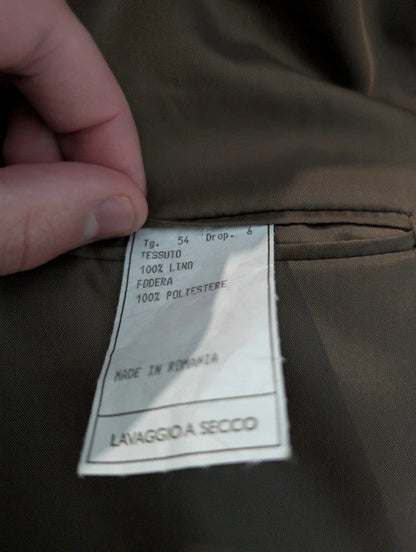 Tg. 54 Drop. 6
TESSUTO
100% LINO
FODERA
100% POLIESTERE
MADE IN ROMANIA
LAVAGGIO A SECCO